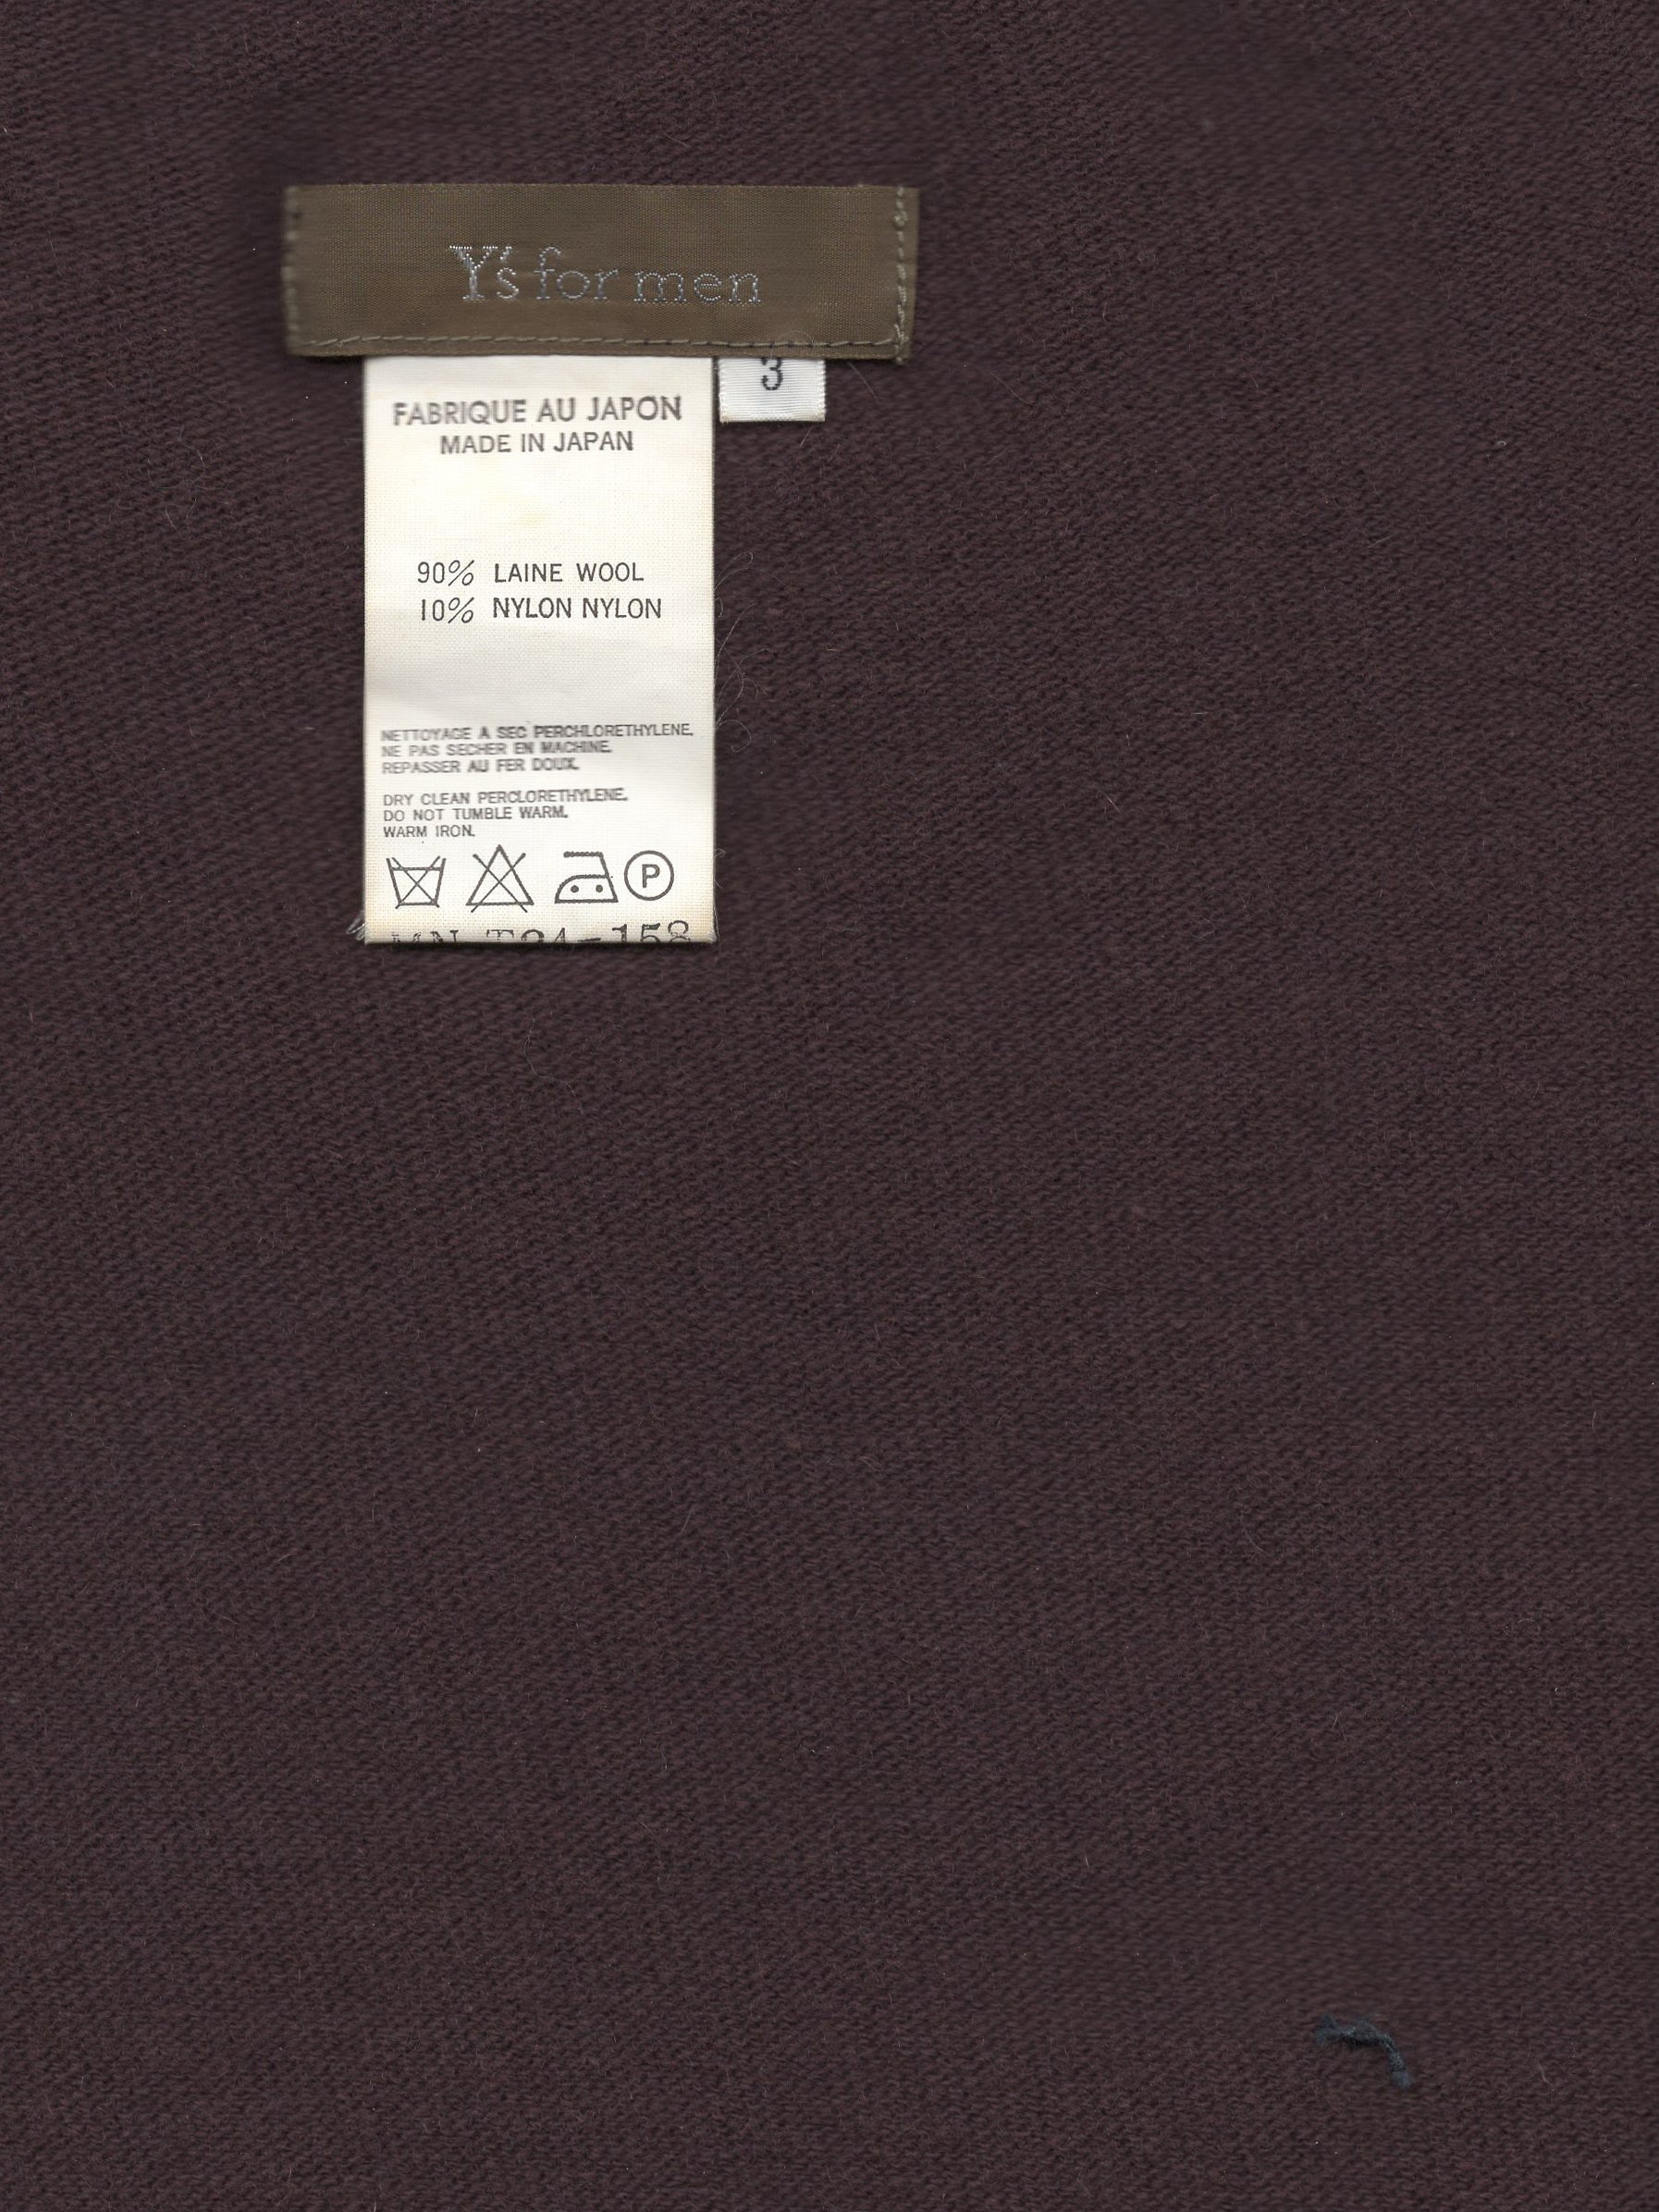 Y's for men
3
FABRIQUE AU JAPON
MADE IN JAPAN
90% LAINE WOOL
10% NYLON NYLON
NETTOYAGE A SEC PERCHLORETHYLENE.
NE PAS SECHER EN MACHINE.
REPASSER AU FER DOUX.
DRY CLEAN PERCLORETHYLENE.
DO NOT TUMBLE WARM.
WARM IRON.
P